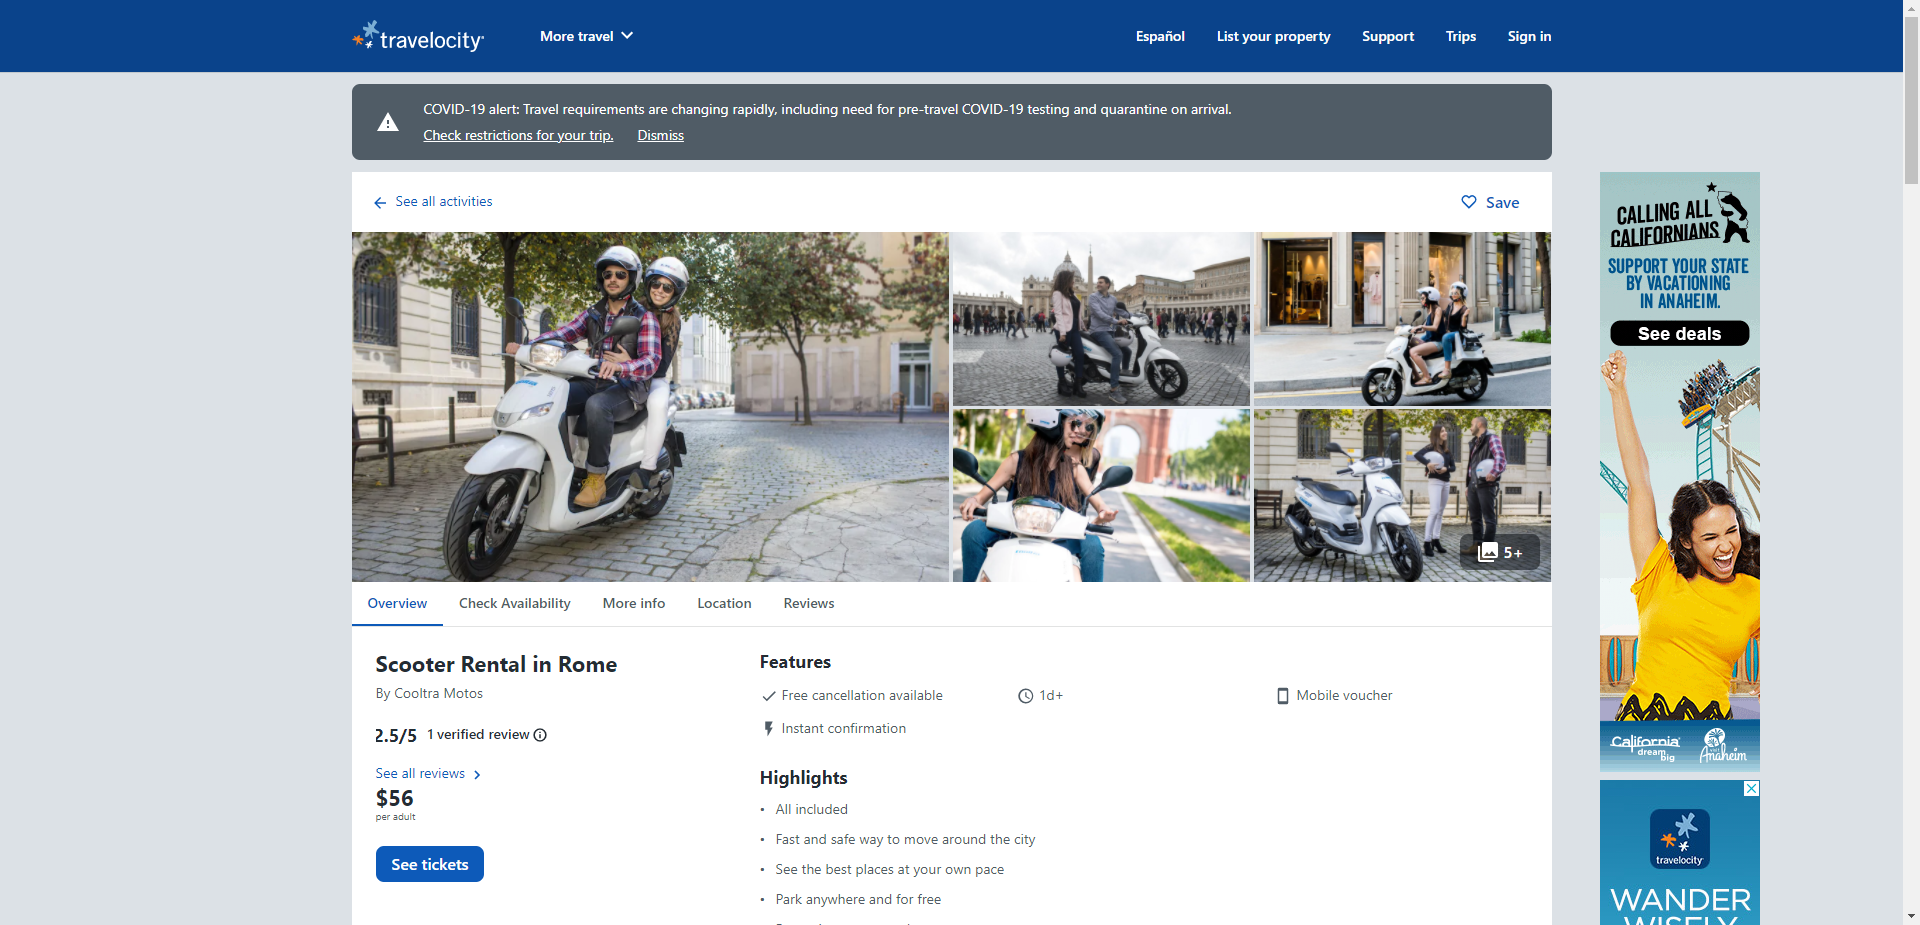 travelocity
More travel
Español
List your property
Support
Trips
Sign in
COVID-19 alert: Travel requirements are changing rapidly, including need for pre-travel COVID-19 testing and quarantine on arrival.
Check restrictions for your trip.
Dismiss
See all activities
Save
5+
Overview
Check Availability
More info
Location
Reviews
Scooter Rental in Rome
By Cooltra Motos
2.5/5 1 verified review
See all reviews
$56
per adult
See tickets
Features
Free cancellation available
1d+
Mobile voucher
Instant confirmation
Highlights
• All included
• Fast and safe way to move around the city
• See the best places at your own pace
• Park anywhere and for free
CALLING ALL
CALIFORNIANS
SUPPORT YOUR STATE
BY VACATIONING
IN ANAHEIM.
See deals
California
dream
big
visit
Anaheim
travelocity
WANDER
WISELY